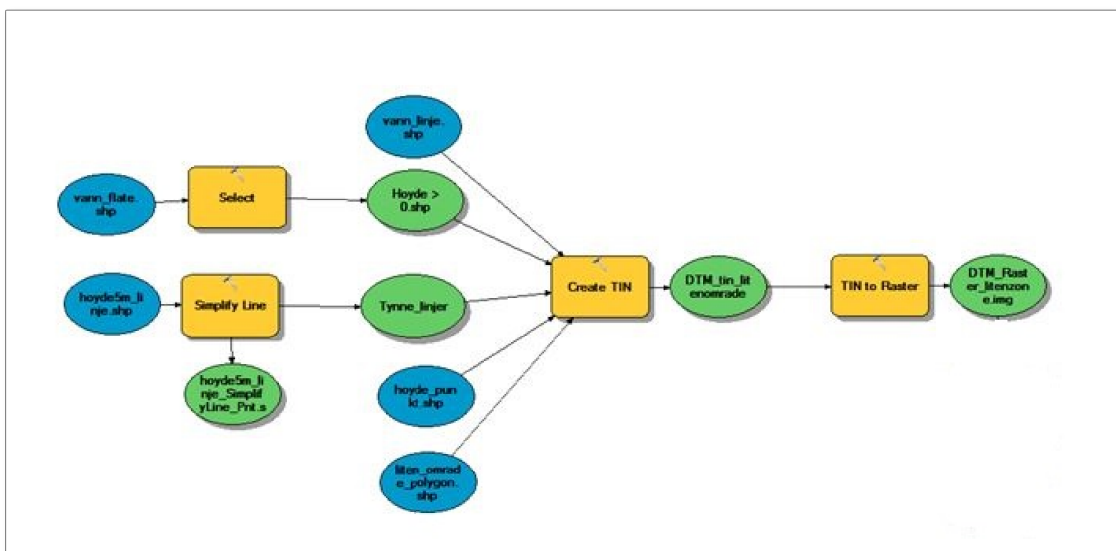 vann_linje.
shp
vann_flate.
shp
Select
Hoyde >
0.shp
hoyde5m_li
nje.shp
Simplify Line
Tynne_linjer
Create TIN
DTM_tin_lit
enomrade
TIN to Raster
DTM_Rast
er_litenzon
e.img
hoyde5m_li
nje_Simplif
yLine_Pnt.s
hoyde_pun
kt.shp
liten_omrad
e_polygon.
shp